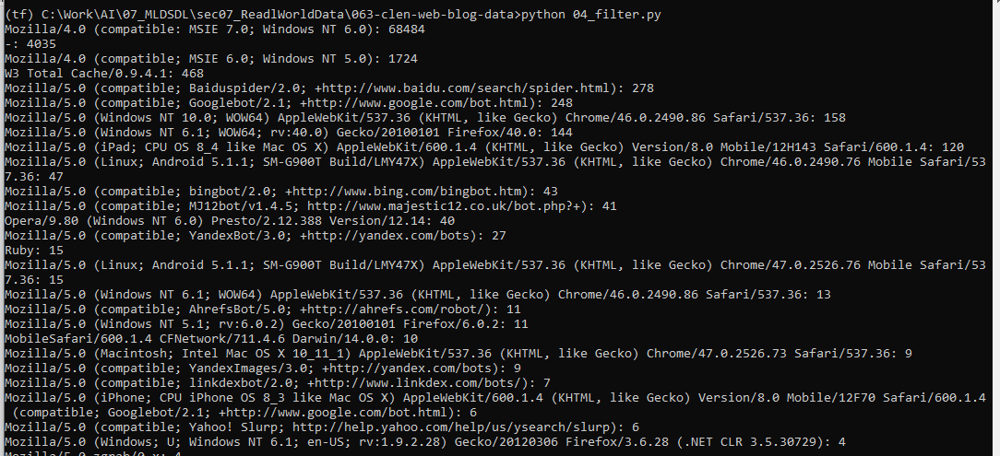 (tf) C:\Work\AI\07_MLDSDL\sec07_ReadlWorldData\063-clen-web-blog-data>python 04_filter.py
Mozilla/4.0 (compatible: MSIE 7.0; Windows NT 6.0): 68484
-: 4035
Mozilla/4.0 (compatible; MSIE 6.0; Windows NT 5.0): 1724
W3 Total Cache/0.9.4.1: 468
Mozilla/5.0 (compatible; Baiduspider/2.0; +http://www.baidu.com/search/spider.html): 278
Mozilla/5.0 (compatible; Googlebot/2.1; +http://www.google.com/bot.html): 248
Mozilla/5.0 (Windows NT 10.0; WOW64) AppleWebKit/537.36 (KHTML, like Gecko) Chrome/46.0.2490.86 Safari/537.36: 158
Mozilla/5.0 (Windows NT 6.1; WOW64; rv:40.0) Gecko/20100101 Firefox/40.0: 144
Mozilla/5.0 (iPad; CPU OS 8_4 like Mac OS X) AppleWebKit/600.1.4 (KHTML, like Gecko) Version/8.0 Mobile/12H143 Safari/600.1.4: 120
Mozilla/5.0 (Linux; Android 5.1.1; SM-G900T Build/LMY47X) AppleWebKit/537.36 (KHTML, like Gecko) Chrome/46.0.2490.76 Mobile Safari/53
7.36: 47
Mozilla/5.0 (compatible; bingbot/2.0; +http://www.bing.com/bingbot.htm): 43
Mozilla/5.0 (compatible; MJ12bot/v1.4.5; http://www.majestic12.co.uk/bot.php?+): 41
Opera/9.80 (Windows NT 6.0) Presto/2.12.388 Version/12.14: 40
Mozilla/5.0 (compatible; YandexBot/3.0; +http://yandex.com/bots): 27
Ruby: 15
Mozilla/5.0 (Linux; Android 5.1.1; SM-G900T Build/LMY47X) AppleWebKit/537.36 (KHTML, like Gecko) Chrome/47.0.2526.76 Mobile Safari/53
7.36: 15
Mozilla/5.0 (Windows NT 6.1; WOW64) AppleWebKit/537.36 (KHTML, like Gecko) Chrome/46.0.2490.86 Safari/537.36: 13
Mozilla/5.0 (compatible; AhrefsBot/5.0; +http://ahrefs.com/robot/): 11
Mozilla/5.0 (Windows NT 5.1; rv:6.0.2) Gecko/20100101 Firefox/6.0.2: 11
MobileSafari/600.1.4 CFNetwork/711.4.6 Darwin/14.0.0: 10
Mozilla/5.0 (Macintosh; Intel Mac OS X 10_11_1) AppleWebKit/537.36 (KHTML, like Gecko) Chrome/47.0.2526.73 Safari/537.36: 9
Mozilla/5.0 (compatible; YandexImages/3.0; +http://yandex.com/bots): 9
Mozilla/5.0 (compatible; linkdexbot/2.0; +http://www.linkdex.com/bots/): 7
Mozilla/5.0 (iPhone; CPU iPhone OS 8_3 like Mac OS X) AppleWebKit/600.1.4 (KHTML, like Gecko) Version/8.0 Mobile/12F70 Safari/600.1.4
(compatible; Googlebot/2.1; +http://www.google.com/bot.html): 6
Mozilla/5.0 (compatible; Yahoo! Slurp; http://help.yahoo.com/help/us/ysearch/slurp): 6
Mozilla/5.0 (Windows; U; Windows NT 6.1; en-US; rv:1.9.2.28) Gecko/20120306 Firefox/3.6.28 (.NET CLR 3.5.30729): 4
Mozilla/5.0 zgrab/0.x: 4